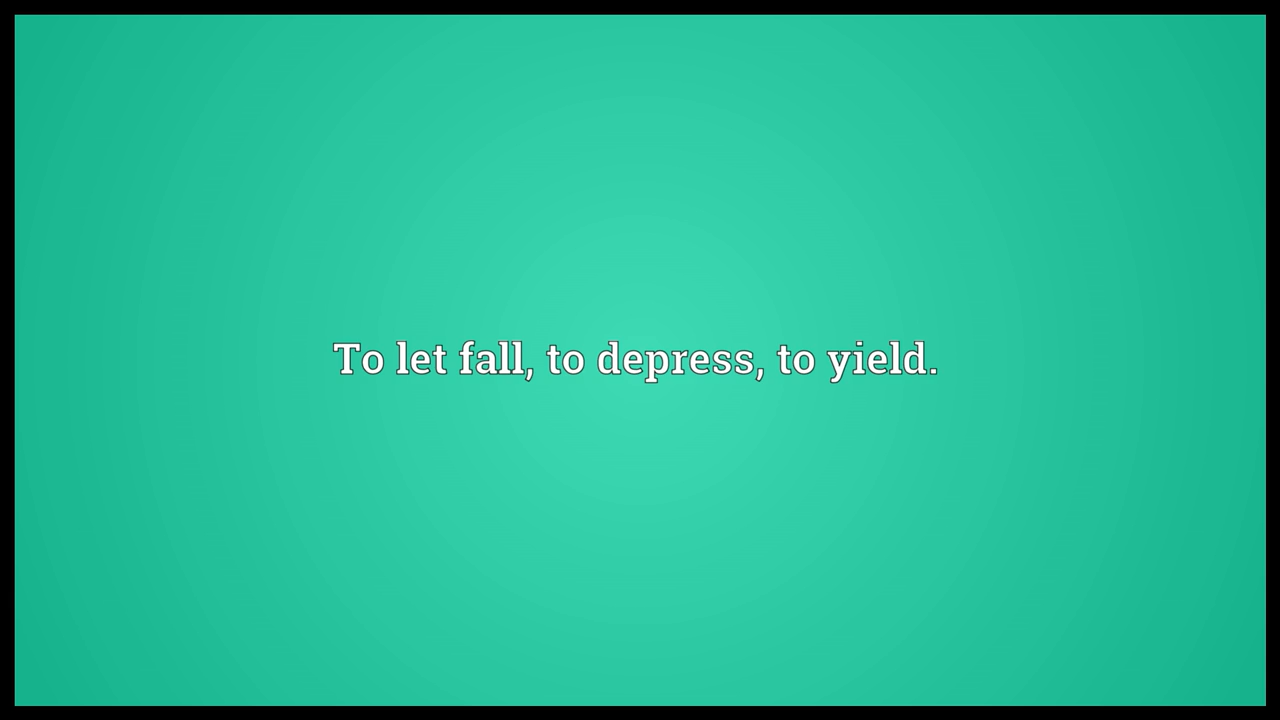 To let fall, to depress, to yield.